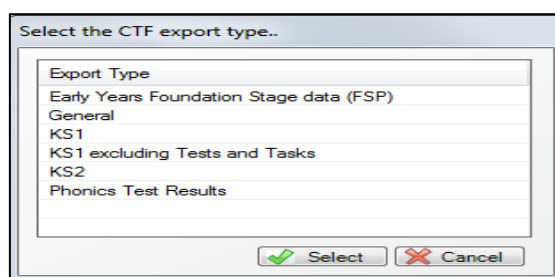 Select the CTF export type..
Export Type
Early Years Foundation Stage data (FSP)
General
KS1
KS1 excluding Tests and Tasks
KS2
Phonics Test Results
Select Cancel